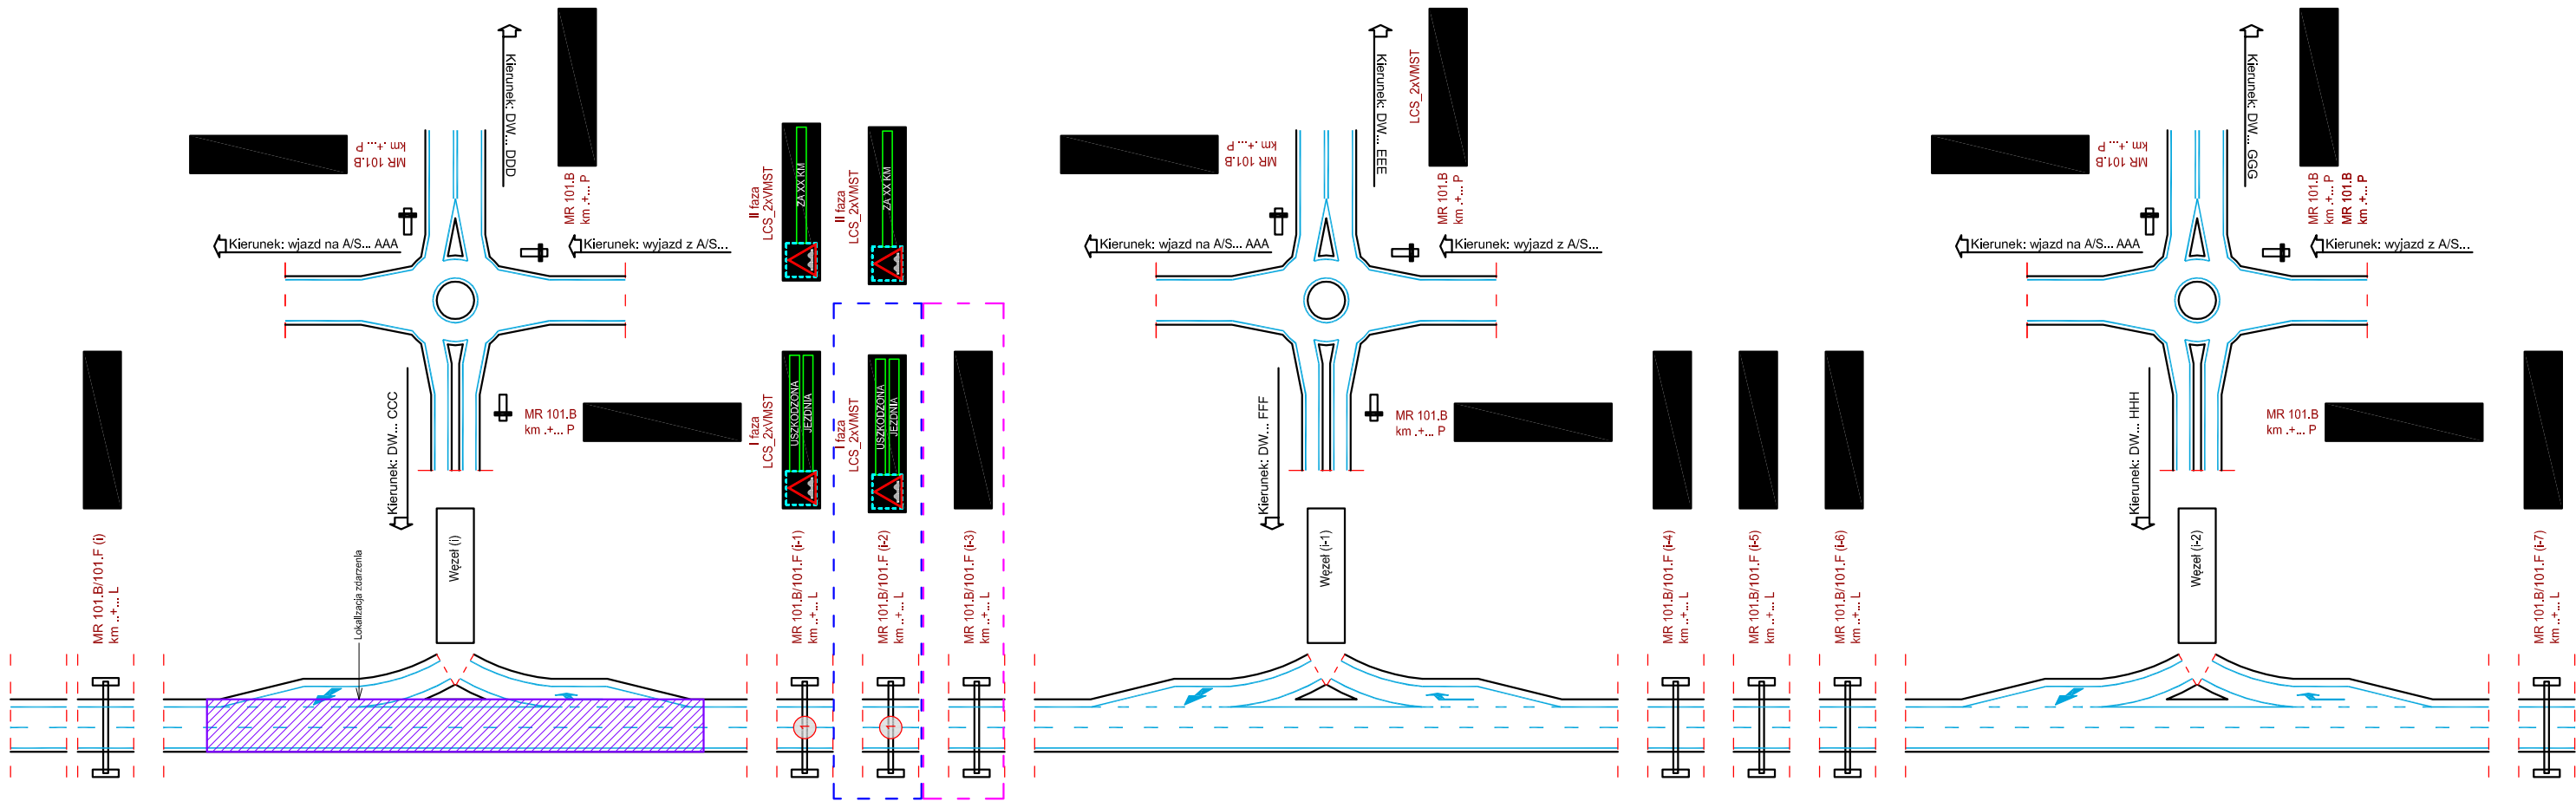 Kierunek: DW... DDD
MR 101.B
km .+... P
MR 101.B
km .+... P
Kierunek: wjazd na A/S... AAA
Kierunek: wyjazd z A/S...
II faza
LCS_2xVMST
ZA XX KM
II faza
LCS_2xVMST
ZA XX KM
Kierunek: DW... CCC
MR 101.B
km .+... P
I faza
LCS_2xVMST
USZKODZONA
JEZDNIA
I faza
LCS_2xVMST
USZKODZONA
JEZDNIA
MR 101.B/101.F (i)
km ..+... L
Lokalizacja zdarzenia
Węzeł (i)
MR 101.B/101.F (i-1)
km ..+... L
MR 101.B/101.F (i-2)
km ..+... L
MR 101.B/101.F (i-3)
km ..+... L
Kierunek: DW... EEE
LCS_2xVMST
MR 101.B
km .+... P
MR 101.B
km .+... P
Kierunek: wjazd na A/S... AAA
Kierunek: wyjazd z A/S...
Kierunek: DW... FFF
MR 101.B
km .+... P
Węzeł (i-1)
MR 101.B/101.F (i-4)
km ..+... L
MR 101.B/101.F (i-5)
km ..+... L
MR 101.B/101.F (i-6)
km ..+... L
Kierunek: DW... GGG
MR 101.B
km .+... P
MR 101.B
km .+... P
MR 101.B
km .+... P
Kierunek: wjazd na A/S... AAA
Kierunek: wyjazd z A/S...
Kierunek: DW... HHH
MR 101.B
km .+... P
Węzeł (i-2)
MR 101.B/101.F (i-7)
km ..+... L